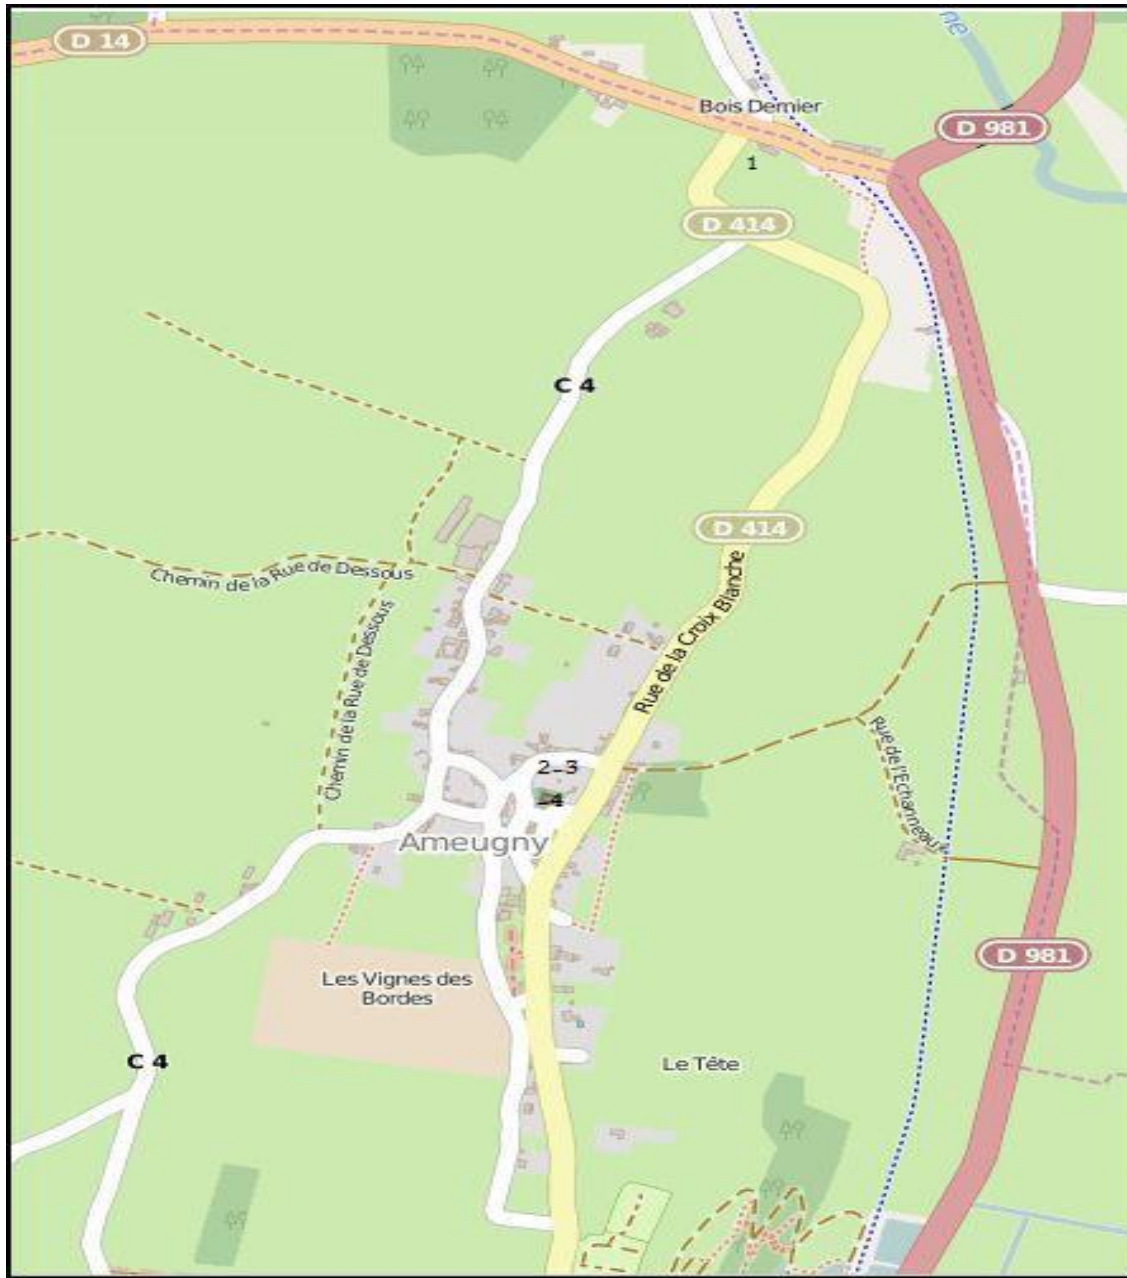 D 14
ne
Bois Dernier
D 981
1
D 414
C 4
D 414
Chemin de la Rue de Dessous
Rue de la Croix Blanche
Chemin de la Rue de Dessous
Rue de l'Echanneau
2-3
-4
Ameugny
D 981
Les Vignes des
Bordes
C 4
Le Tête